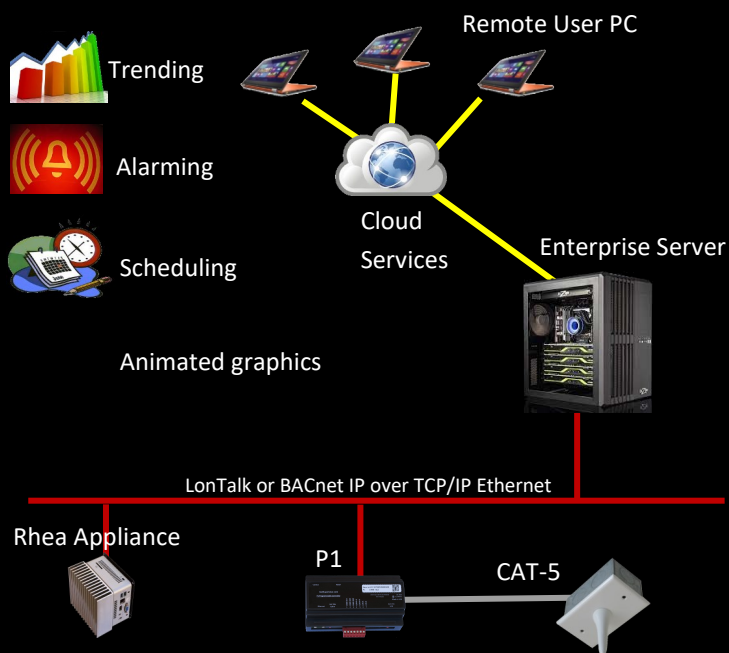 Remote User PC
Trending
Alarming
Cloud
Services
Enterprise Server
Scheduling
Animated graphics
LonTalk or BACnet IP over TCP/IP Ethernet
Rhea Appliance
P1
CAT-5